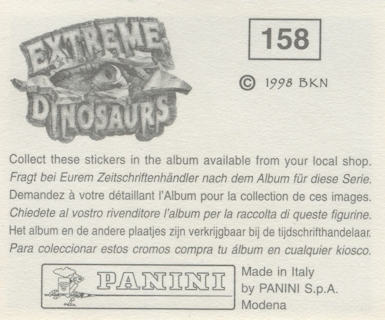 EXTREME
DINOSAURS
158
© 1998 BKN
Collect these stickers in the album available from your local shop.
Fragt bei Eurem Zeitschriftenhändler nach dem Album für diese Serie.
Demandez à votre détaillant l'Album pour la collection de ces images.
Chiedete al vostro rivenditore l'album per la raccolta di queste figurine.
Het album en de andere plaatjes zijn verkrijgbaar bij de tijdschrifthandelaar.
Para coleccionar estos cromos compra tu álbum en cualquier kiosco.
PANINI
Made in Italy
by PANINI S.p.A.
Modena